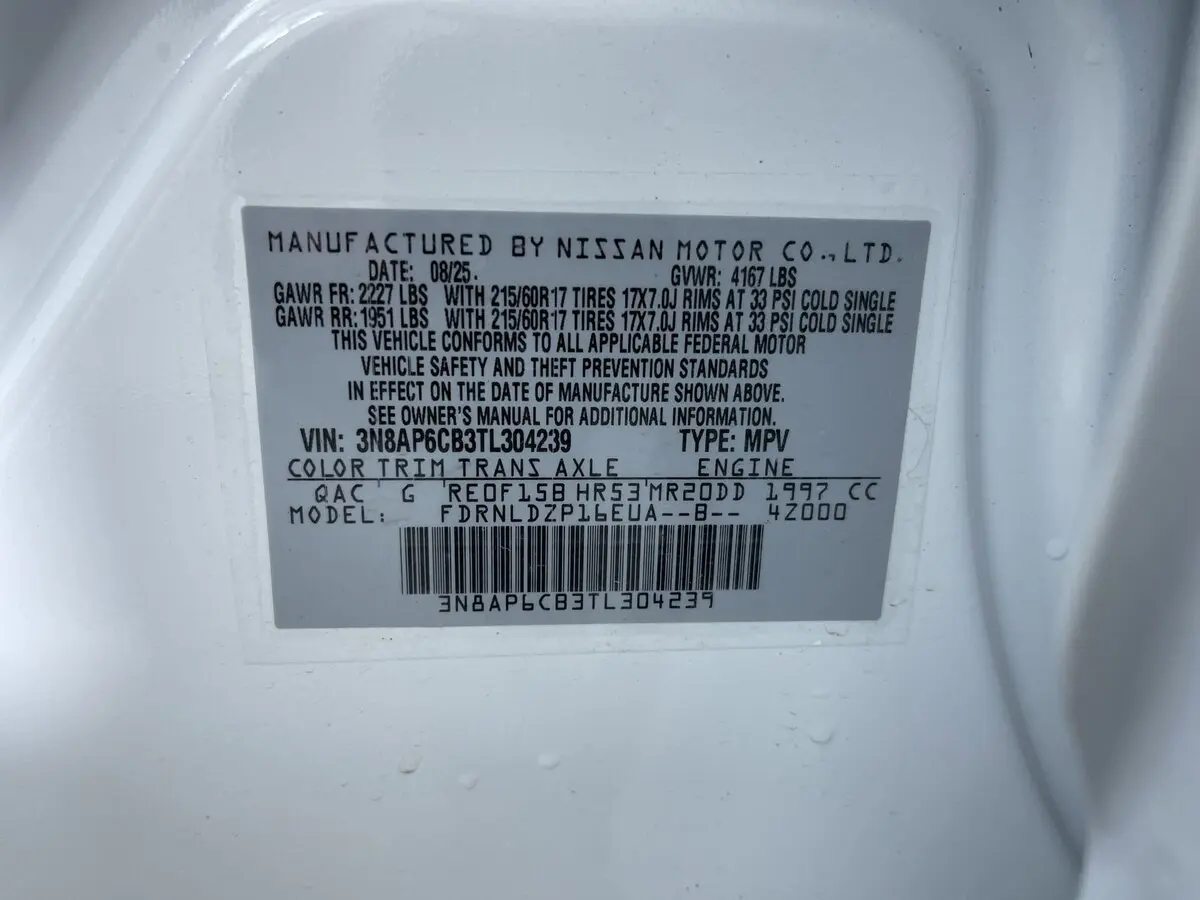 MANUFACTURED BY NISSAN MOTOR CO.,LTD.
DATE: 08/25. GVWR: 4167 LBS
GAWR FR: 2227 LBS WITH 215/60R17 TIRES 17X7.0J RIMS AT 33 PSI COLD SINGLE
GAWR RR: 1951 LBS WITH 215/60R17 TIRES 17X7.0J RIMS AT 33 PSI COLD SINGLE
THIS VEHICLE CONFORMS TO ALL APPLICABLE FEDERAL MOTOR
VEHICLE SAFETY AND THEFT PREVENTION STANDARDS
IN EFFECT ON THE DATE OF MANUFACTURE SHOWN ABOVE.
SEE OWNER'S MANUAL FOR ADDITIONAL INFORMATION.
VIN: 3N8AP6CB3TL304239 TYPE: MPV
COLOR TRIM TRANS AXLE ENGINE
QAC G RE0F15B HR53 MR20DD 1997 CC
MODEL: FDRNLDZP16EUA--B-- 4Z000
3N8AP6CB3TL304239